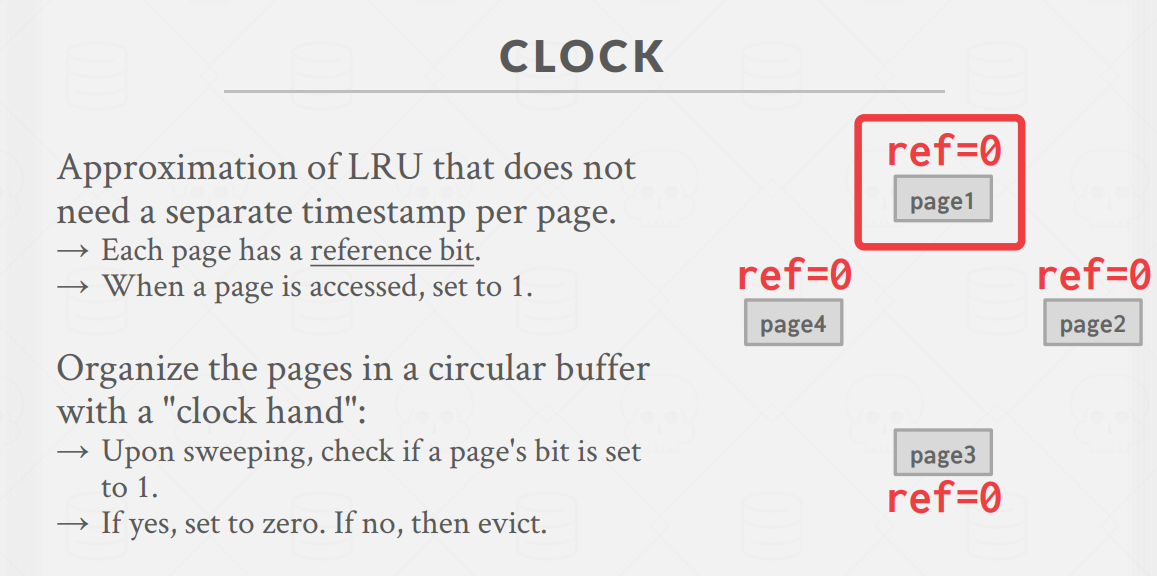 CLOCK
Approximation of LRU that does not
need a separate timestamp per page.
→ Each page has a reference bit.
→ When a page is accessed, set to 1.
Organize the pages in a circular buffer
with a "clock hand":
→ Upon sweeping, check if a page's bit is set
to 1.
→ If yes, set to zero. If no, then evict.
ref=0
page1
ref=0
page4
ref=0
page2
page3
ref=0